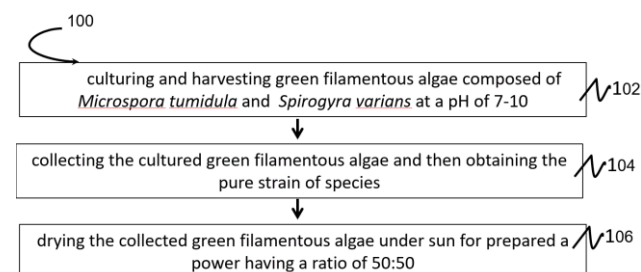 100
culturing and harvesting green filamentous algae composed of
Microspora tumidula and Spirogyra varians at a pH of 7-10
102
collecting the cultured green filamentous algae and then obtaining the
pure strain of species
104
drying the collected green filamentous algae under sun for prepared a
power having a ratio of 50:50
106